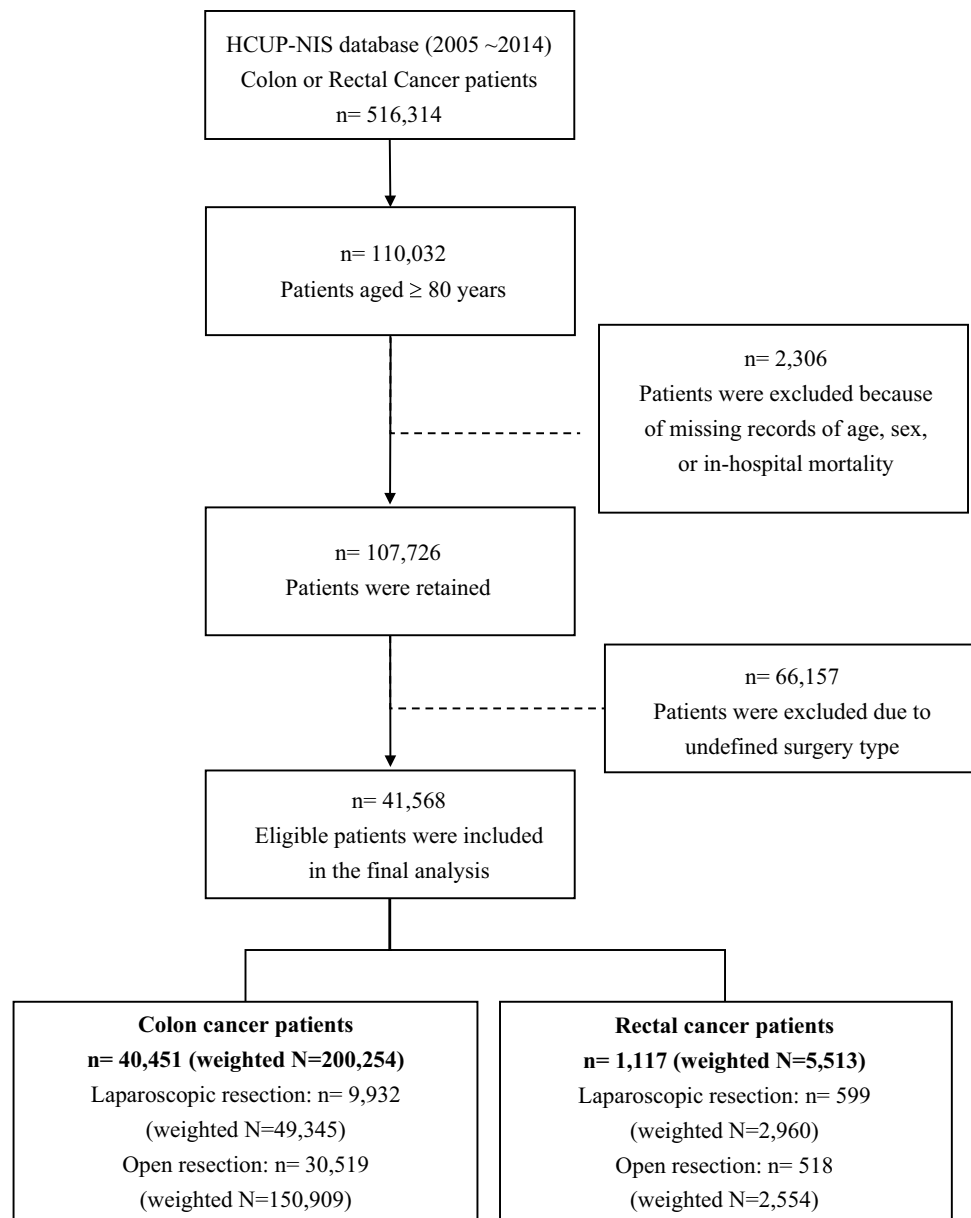 HCUP-NIS database (2005 ~2014)
Colon or Rectal Cancer patients
n= 516,314
n= 110,032
Patients aged ≥ 80 years
n= 2,306
Patients were excluded because
of missing records of age, sex,
or in-hospital mortality
n= 107,726
Patients were retained
n= 66,157
Patients were excluded due to
undefined surgery type
n= 41,568
Eligible patients were included
in the final analysis
Colon cancer patients
n= 40,451 (weighted N=200,254)
Laparoscopic resection: n= 9,932
(weighted N=49,345)
Open resection: n= 30,519
(weighted N=150,909)
Rectal cancer patients
n= 1,117 (weighted N=5,513)
Laparoscopic resection: n= 599
(weighted N=2,960)
Open resection: n= 518
(weighted N=2,554)